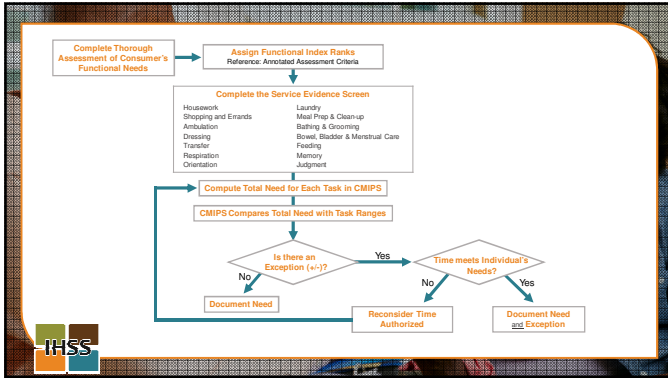 Complete Thorough
Assessment of Consumer's
Functional Needs
Assign Functional Index Ranks
Reference: Annotated Assessment Criteria
Complete the Service Evidence Screen
Housework
Shopping and Errands
Ambulation
Dressing
Transfer
Respiration
Orientation
Laundry
Meal Prep & Clean-up
Bathing & Grooming
Bowel, Bladder & Menstrual Care
Feeding
Memory
Judgment
Compute Total Need for Each Task in CMIPS
CMIPS Compares Total Need with Task Ranges
Is there an
Exception (+/-)?
Yes
Time meets Individual's
Needs?
No
No
Yes
Document Need
Reconsider Time
Authorized
Document Need
and Exception
IHSS